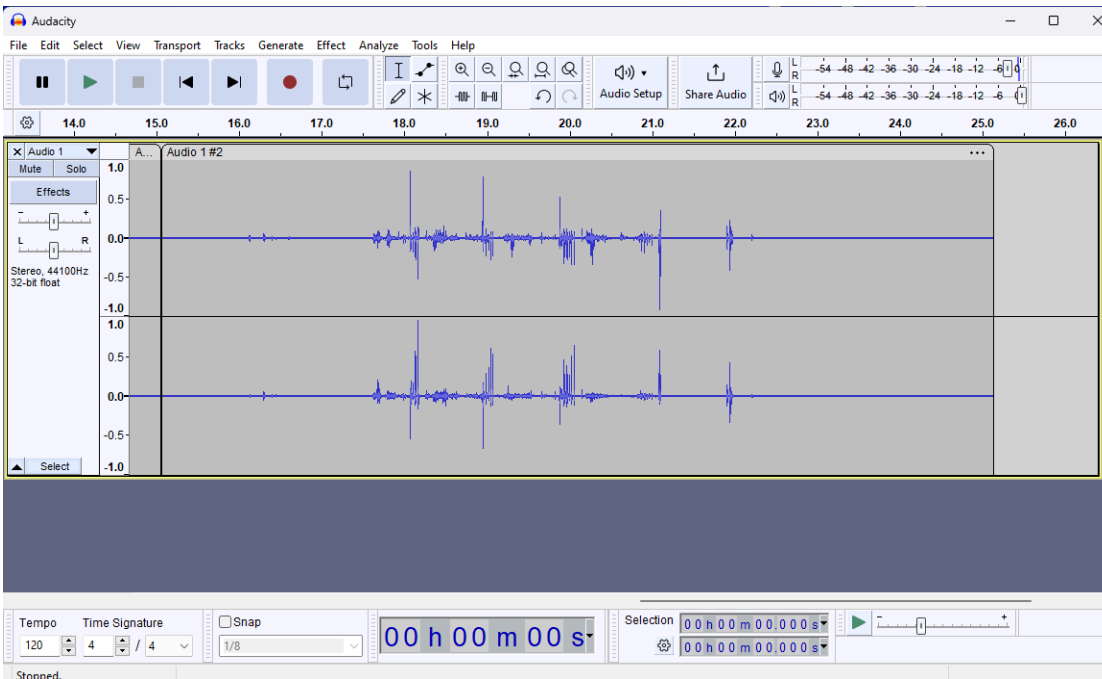 Audacity
File Edit Select View Transport Tracks Generate Effect Analyze Tools Help
Audio Setup
Share Audio
L
R
-54 -48 -42 -36 -30 -24 -18 -12 -6 0
L
R
-54 -48 -42 -36 -30 -24 -18 -12 -6 0
14.0 15.0 16.0 17.0 18.0 19.0 20.0 21.0 22.0 23.0 24.0 25.0 26.0
Audio 1
A... Audio 1 #2 ...
Mute Solo
Effects
- +
L R
Stereo, 44100Hz
32-bit float
1.0
0.5-
0.0-
-0.5-
-1.0
1.0
0.5-
0.0-
-0.5-
-1.0
Select
Tempo Time Signature
120 4 / 4
Snap
1/8
00 h 00 m 00 s
Selection
00 h 00 m 00.000 s
00 h 00 m 00.000 s
- +
Stopped.